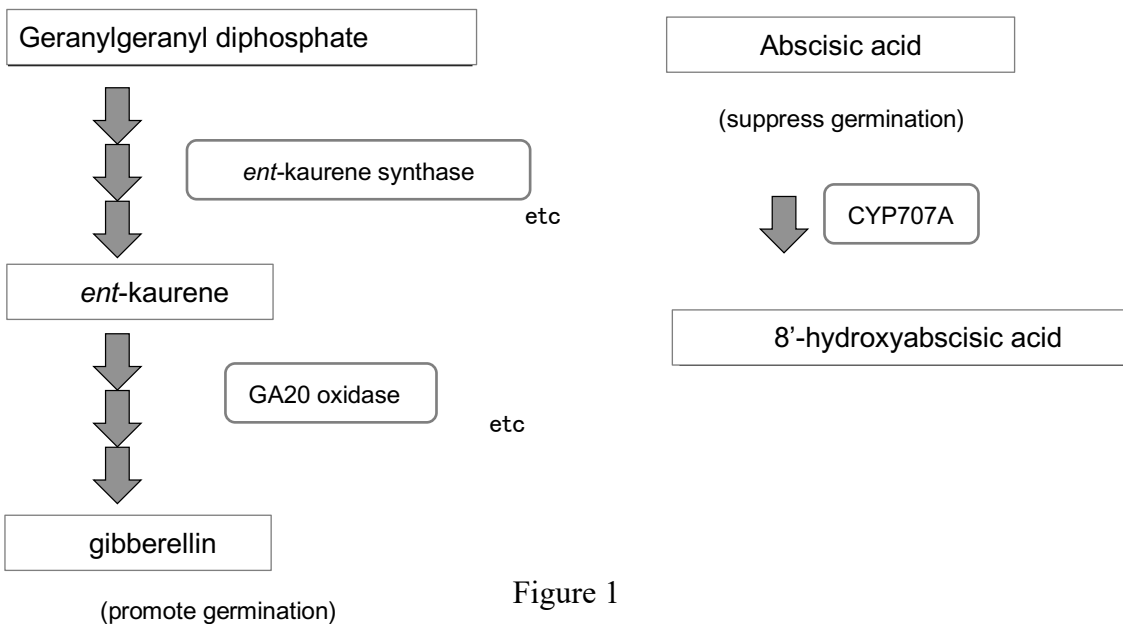 Geranylgeranyl diphosphate
ent-kaurene synthase
etc
ent-kaurene
GA20 oxidase
etc
gibberellin
(promote germination)
Abscisic acid
(suppress germination)
CYP707A
8’-hydroxyabscisic acid
Figure 1